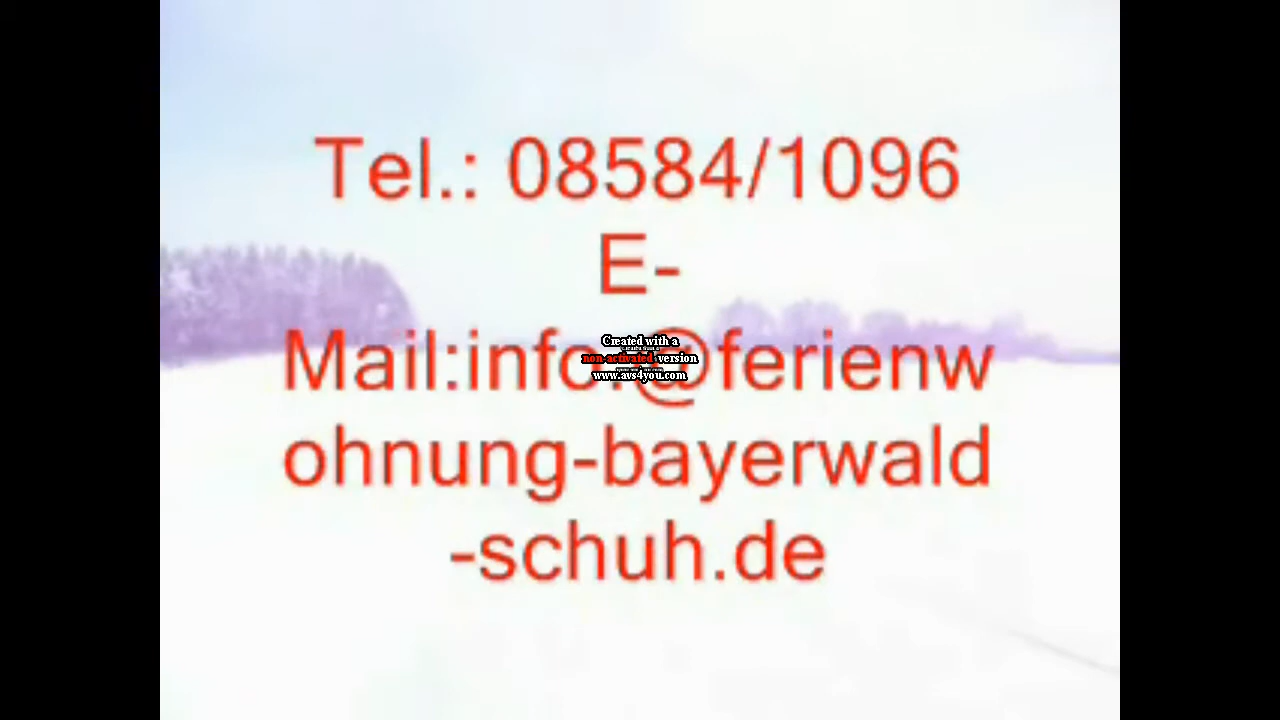 Tel.: 08584/1096
E-
Mail:info.@ferienw
ohnung-bayerwald
-schuh.de
Created with a
non-activated version
www.avs4you.com